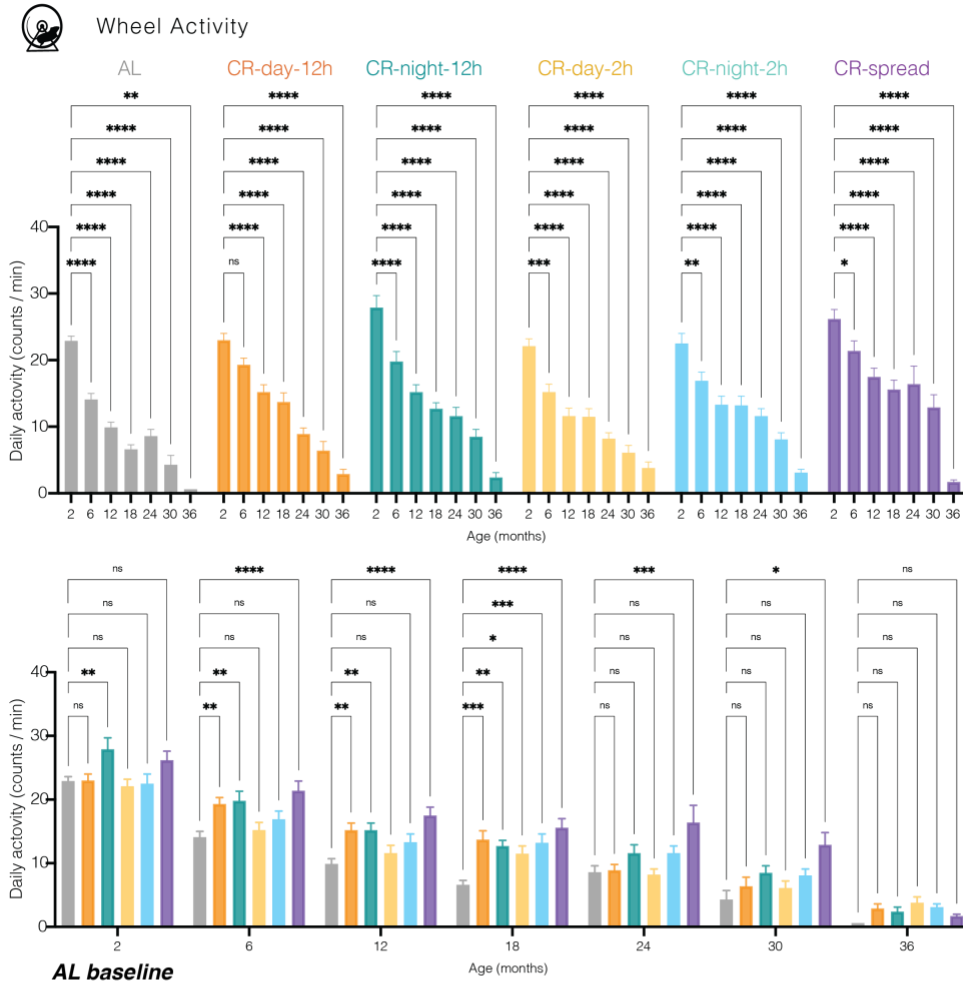 Wheel Activity
AL CR-day-12h CR-night-12h CR-day-2h CR-night-2h CR-spread
** **** **** **** **** ****
**** **** **** **** **** ****
**** **** **** **** **** ****
**** **** **** **** **** ****
40
**** **** **** **** **** ****
**** ns **** *** ** *
30
20
10
0
Daily actovity (counts / min)
2 6 12 18 24 30 36 2 6 12 18 24 30 36 2 6 12 18 24 30 36 2 6 12 18 24 30 36 2 6 12 18 24 30 36 2 6 12 18 24 30 36
Age (months)
ns **** **** **** *** * ns
ns ns ns *** ns ns ns
ns ns ns * ns ns ns
40
** ** ** ** ns ns ns
ns ** ** *** ns ns ns
30
20
10
0
Daily actovity (counts / min)
2 6 12 18 24 30 36
Age (months)
AL baseline